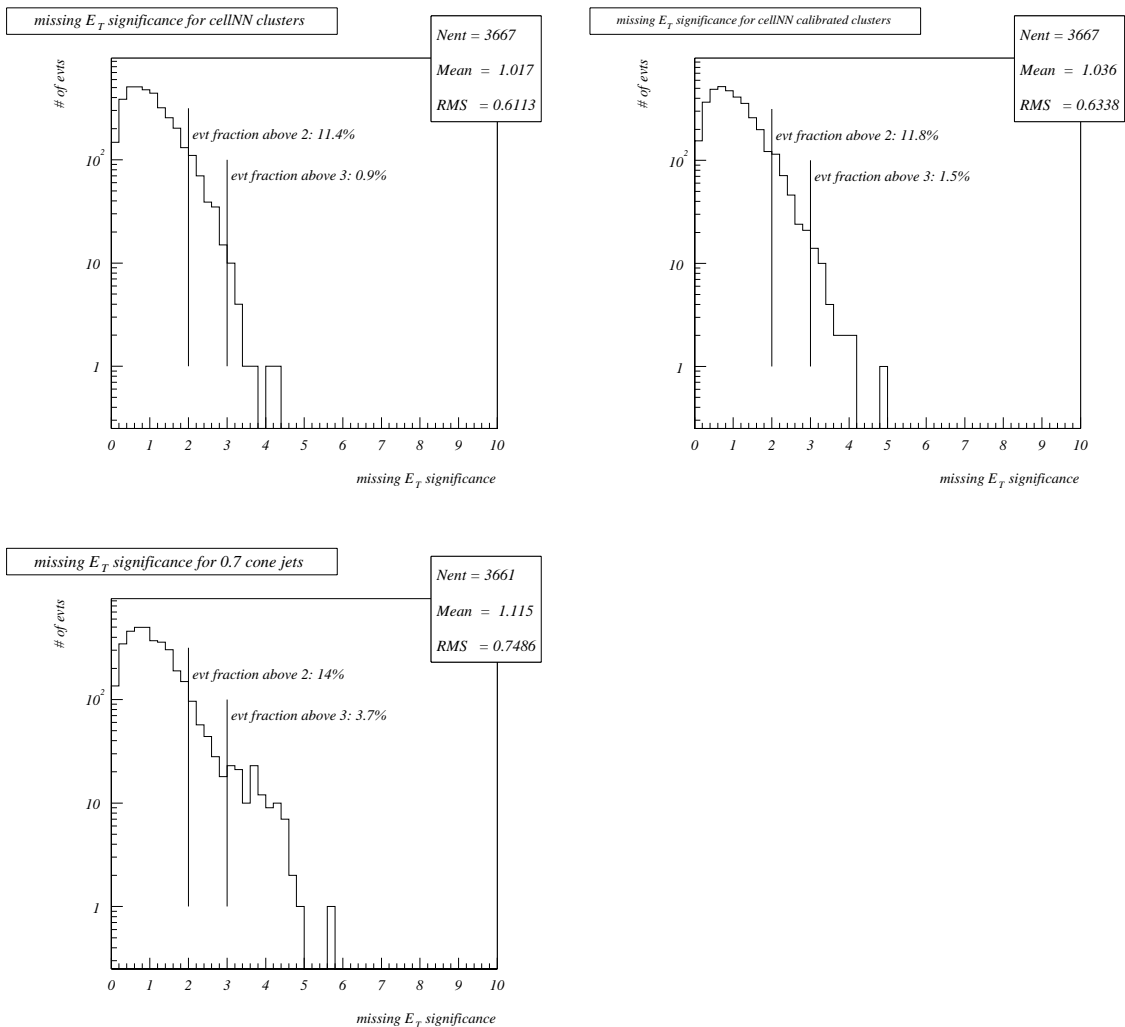 missing E_T significance for cellNN clusters
Nent = 3667
Mean = 1.017
RMS = 0.6113
# of evts
evt fraction above 2: 11.4%
evt fraction above 3: 0.9%
10^2
10
1
0 1 2 3 4 5 6 7 8 9 10
missing E_T significance
missing E_T significance for cellNN calibrated clusters
Nent = 3667
Mean = 1.036
RMS = 0.6338
# of evts
evt fraction above 2: 11.8%
evt fraction above 3: 1.5%
10^2
10
1
0 1 2 3 4 5 6 7 8 9 10
missing E_T significance
missing E_T significance for 0.7 cone jets
Nent = 3661
Mean = 1.115
RMS = 0.7486
# of evts
evt fraction above 2: 14%
evt fraction above 3: 3.7%
10^2
10
1
0 1 2 3 4 5 6 7 8 9 10
missing E_T significance